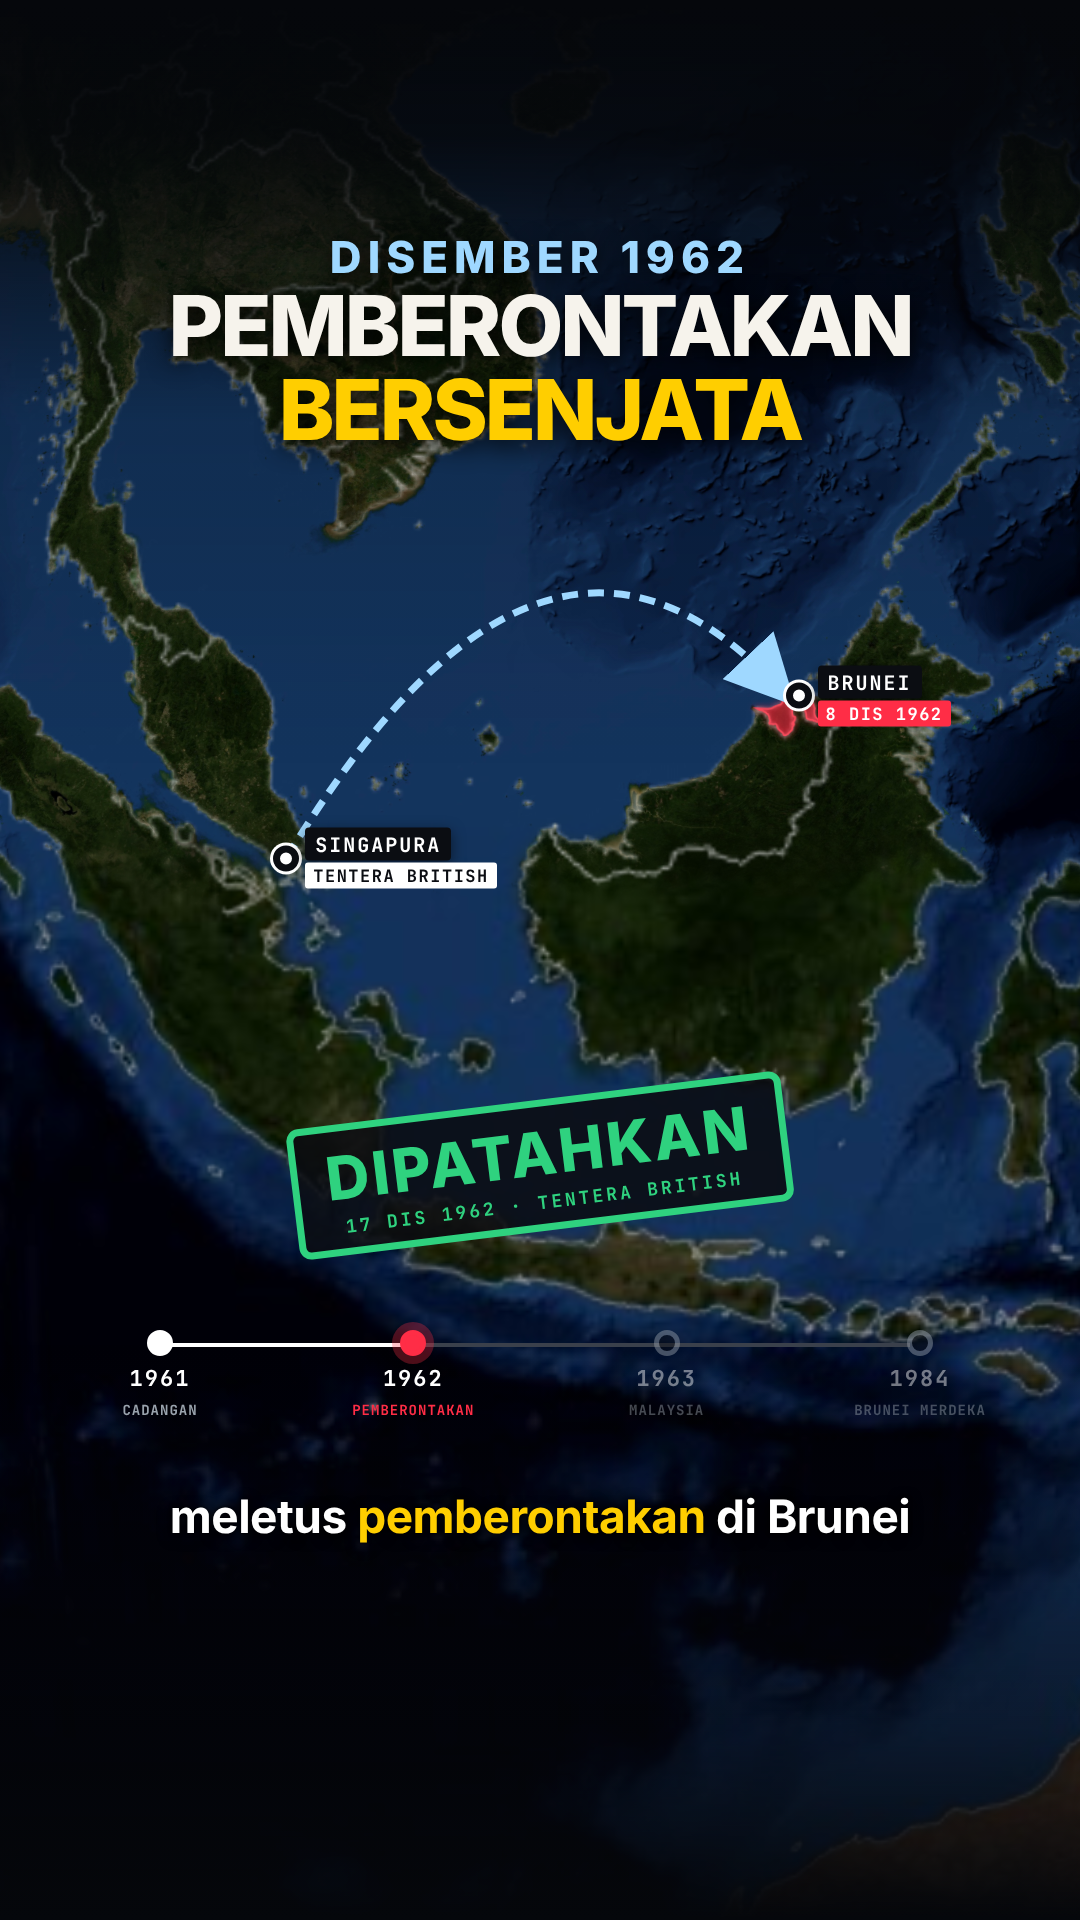 DISEMBER 1962
PEMBERONTAKAN
BERSENJATA
BRUNEI
8 DIS 1962
SINGAPURA
TENTERA BRITISH
DIPATAHKAN
17 DIS 1962 · TENTERA BRITISH
1961
CADANGAN
1962
PEMBERONTAKAN
1963
MALAYSIA
1984
BRUNEI MERDEKA
meletus pemberontakan di Brunei